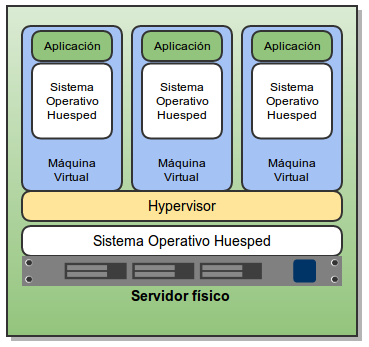 Aplicación
Aplicación
Aplicación
Sistema
Operativo
Huesped
Sistema
Operativo
Huesped
Sistema
Operativo
Huesped
Máquina
Virtual
Máquina
Virtual
Máquina
Virtual
Hypervisor
Sistema Operativo Huesped
Servidor físico